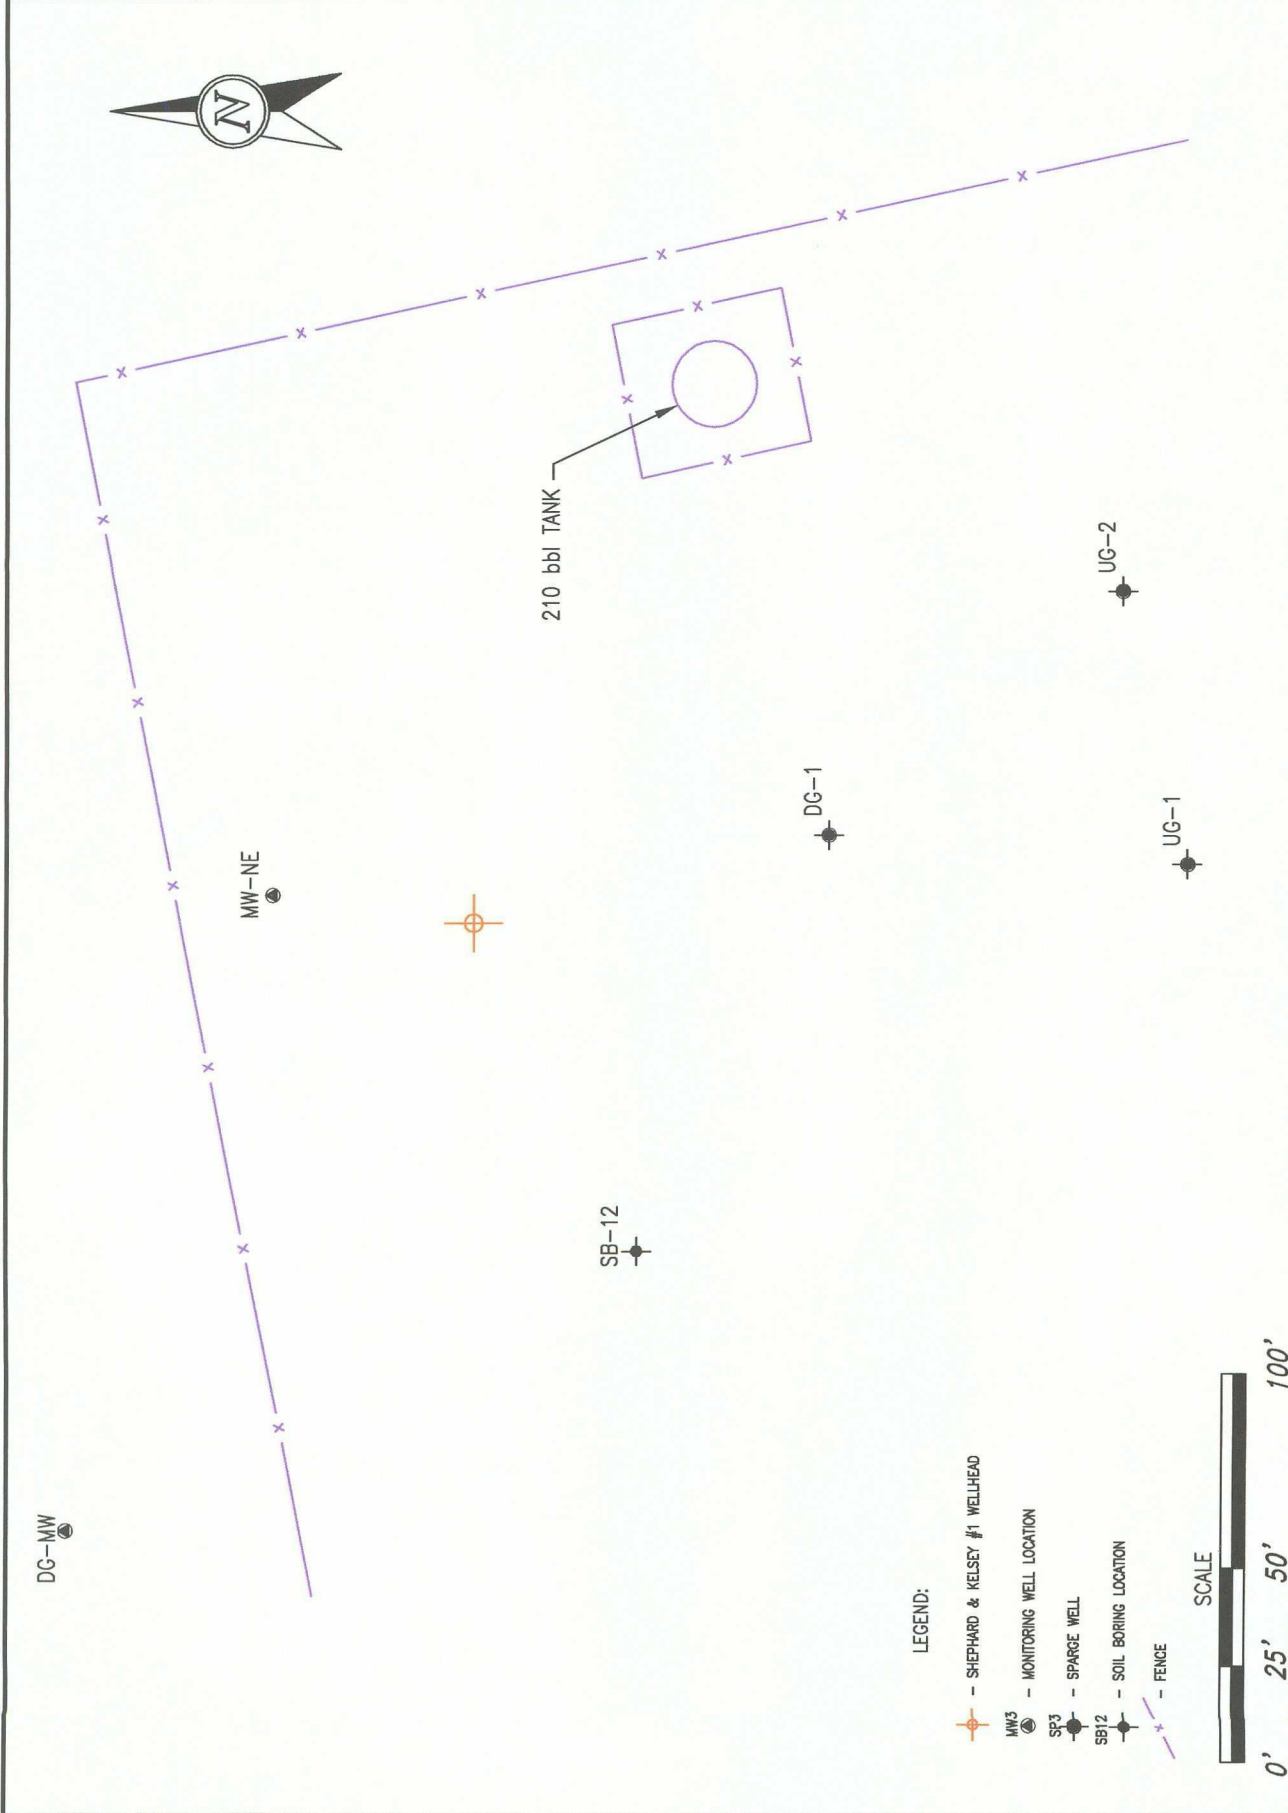 N
DG-MW
MW-NE
210 bbl TANK
SB-12
DG-1
UG-2
UG-1
LEGEND:
- SHEPHARD & KELSEY #1 WELLHEAD
MW3 - MONITORING WELL LOCATION
SP3 - SPARGE WELL
SB12 - SOIL BORING LOCATION
- FENCE
SCALE
0' 25' 50' 100'